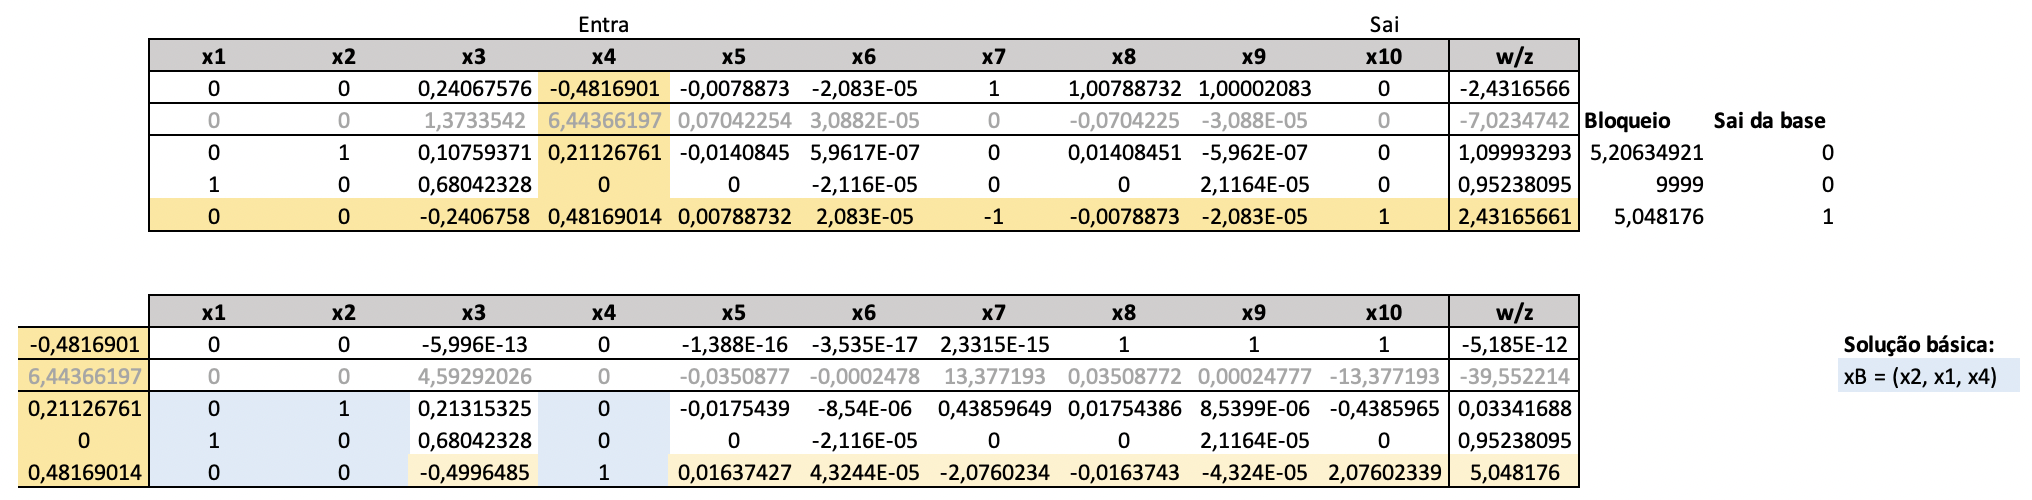 Entra Sai
x1 x2 x3 x4 x5 x6 x7 x8 x9 x10 w/z
0 0 0,24067576 -0,4816901 -0,0078873 -2,083E-05 1 1,00788732 1,00002083 0 -2,4316566
0 0 1,3733542 6,44366197 0,07042254 3,0882E-05 0 -0,0704225 -3,088E-05 0 -7,0234742 Bloqueio Sai da base
0 1 0,10759371 0,21126761 -0,0140845 5,9617E-07 0 0,01408451 -5,962E-07 0 1,09993293 5,20634921 0
1 0 0,68042328 0 0 -2,116E-05 0 0 2,1164E-05 0 0,95238095 9999 0
0 0 -0,2406758 0,48169014 0,00788732 2,083E-05 -1 -0,0078873 -2,083E-05 1 2,43165661 5,048176 1
x1 x2 x3 x4 x5 x6 x7 x8 x9 x10 w/z
-0,4816901 0 0 -5,996E-13 0 -1,388E-16 -3,535E-17 2,3315E-15 1 1 1 -5,185E-12 Solução básica:
6,44366197 0 0 4,59292026 0 -0,0350877 -0,0002478 13,377193 0,03508772 0,00024777 -13,377193 -39,552214 xB = (x2, x1, x4)
0,21126761 0 1 0,21315325 0 -0,0175439 -8,54E-06 0,43859649 0,01754386 8,5399E-06 -0,4385965 0,03341688
0 1 0 0,68042328 0 0 -2,116E-05 0 0 2,1164E-05 0 0,95238095
0,48169014 0 0 -0,4996485 1 0,01637427 4,3244E-05 -2,0760234 -0,0163743 -4,324E-05 2,07602339 5,048176